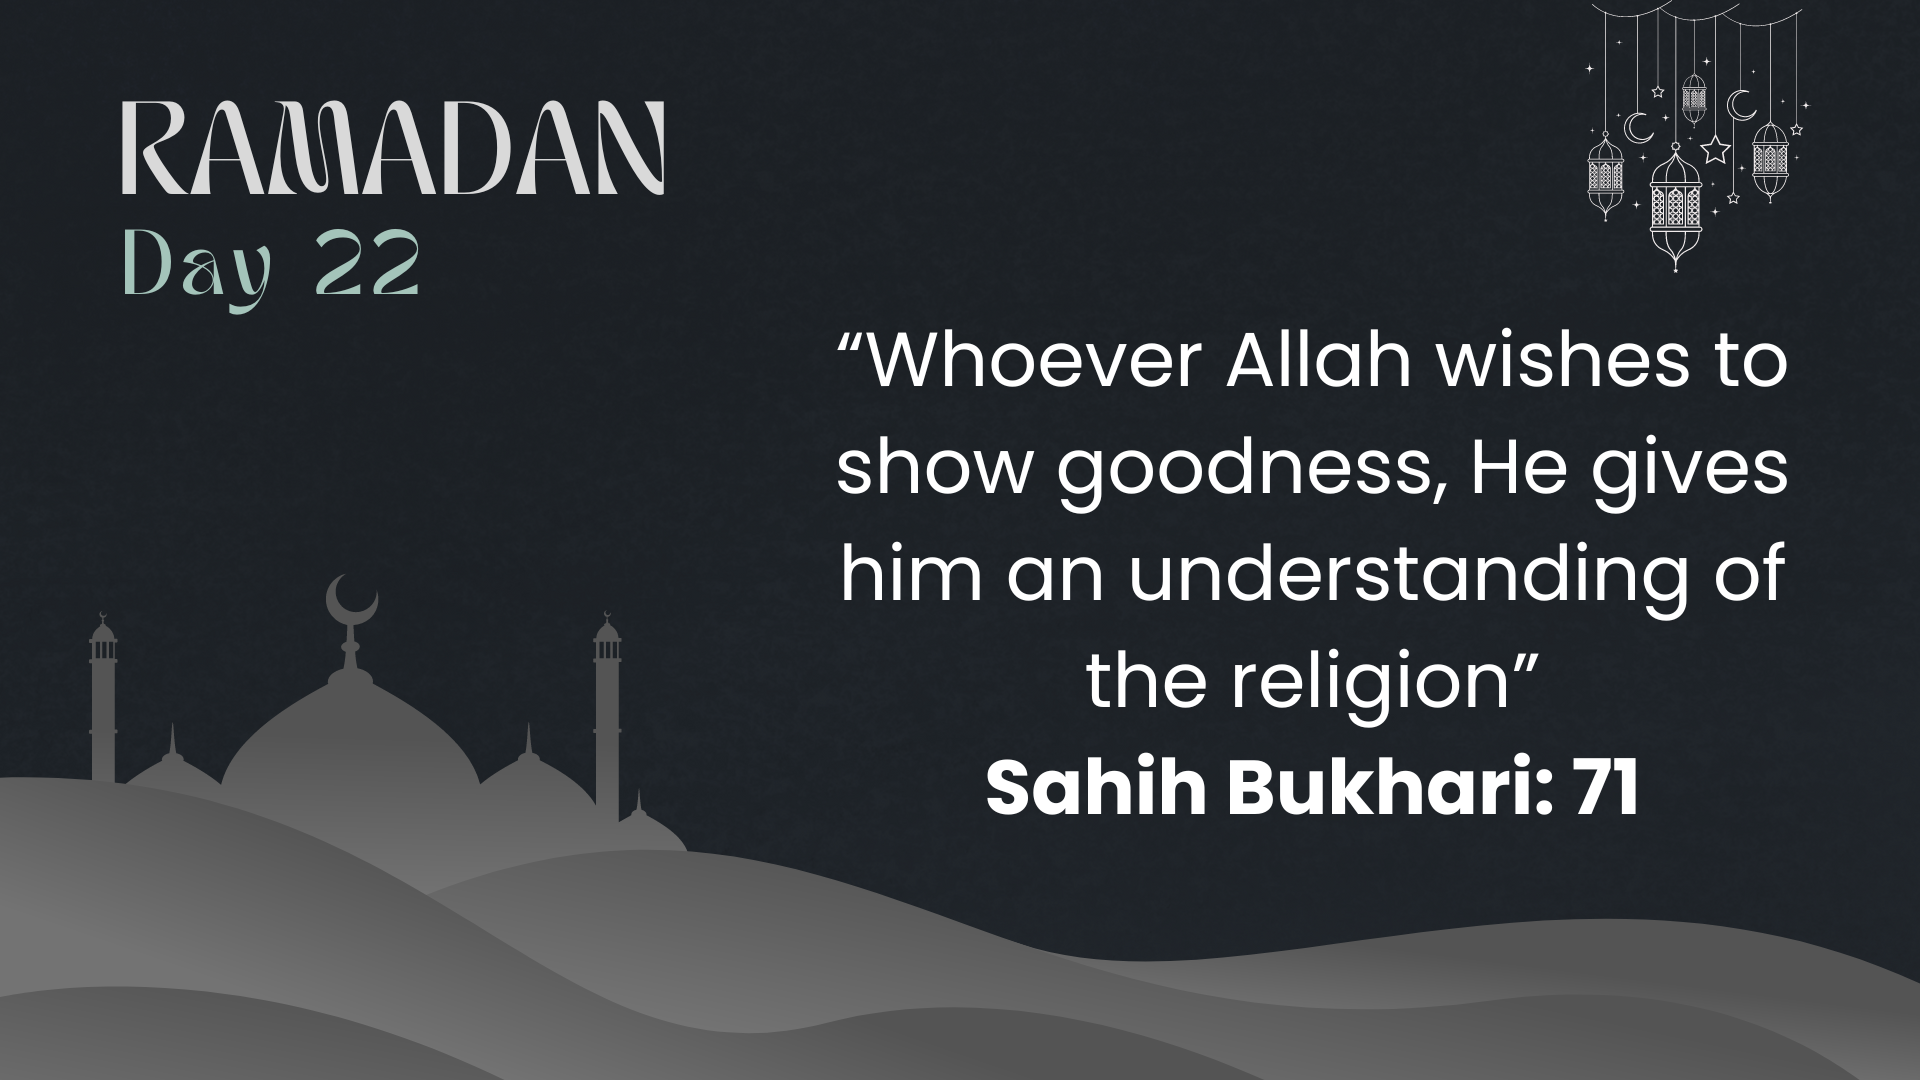 RAMADAN
Day 22
“Whoever Allah wishes to
show goodness, He gives
him an understanding of
the religion”
Sahih Bukhari: 71